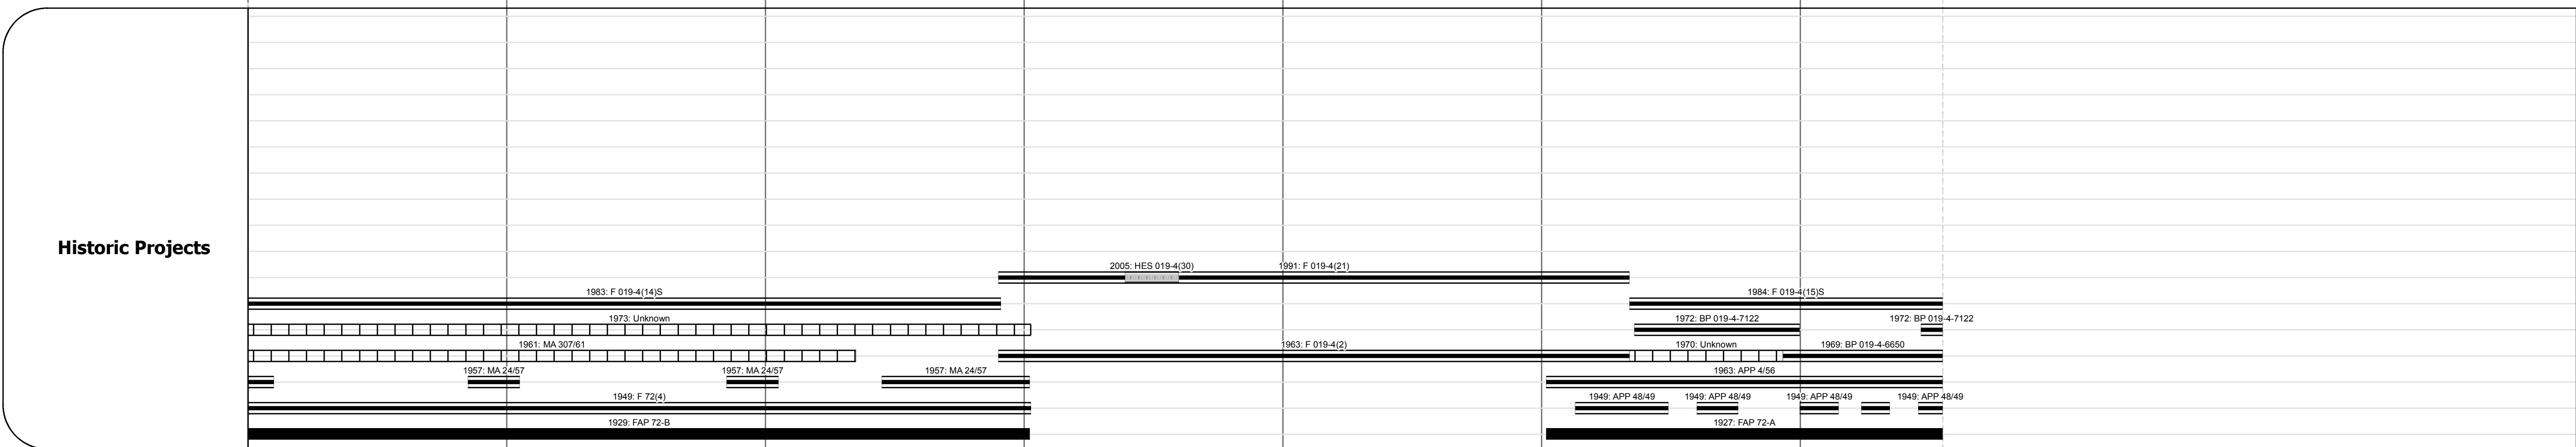 2005: HES 019-4(30)
1991: F 019-4(21)
1983: F 019-4(14)S
1984: F 019-4(15)S
Historic Projects
1973: Unknown
1972: BP 019-4-7122
1972: BP 019-4-7122
1961: MA 307/61
1963: F 019-4(2)
1970: Unknown
1969: BP 019-4-6650
1957: MA 24/57
1957: MA 24/57
1957: MA 24/57
1963: APP 4/56
1949: F 72(4)
1949: APP 48/49
1949: APP 48/49
1949: APP 48/49
1949: APP 48/49
1929: FAP 72-B
1927: FAP 72-A